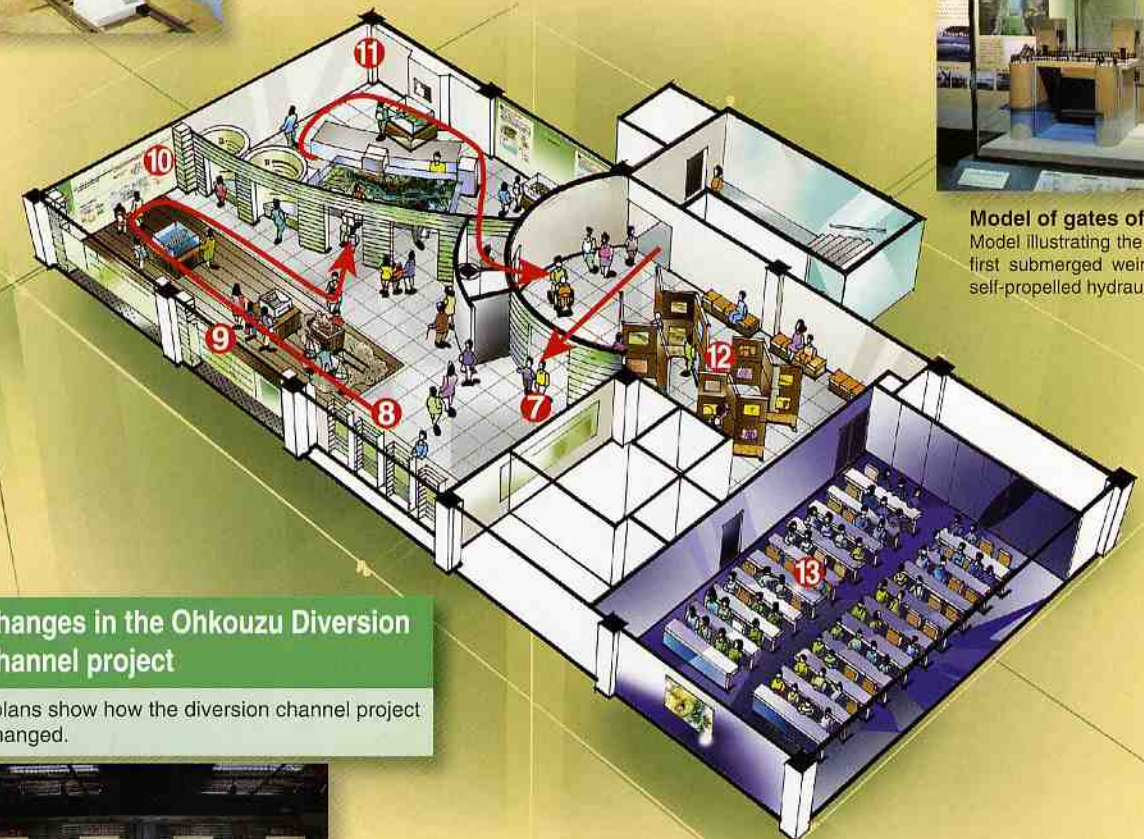 11
10
9
8
7
12
13
Model of gates of
Model illustrating the
first submerged weir
self-propelled hydrau
hanges in the Ohkouzu Diversion
hannel project
plans show how the diversion channel project
hanged.